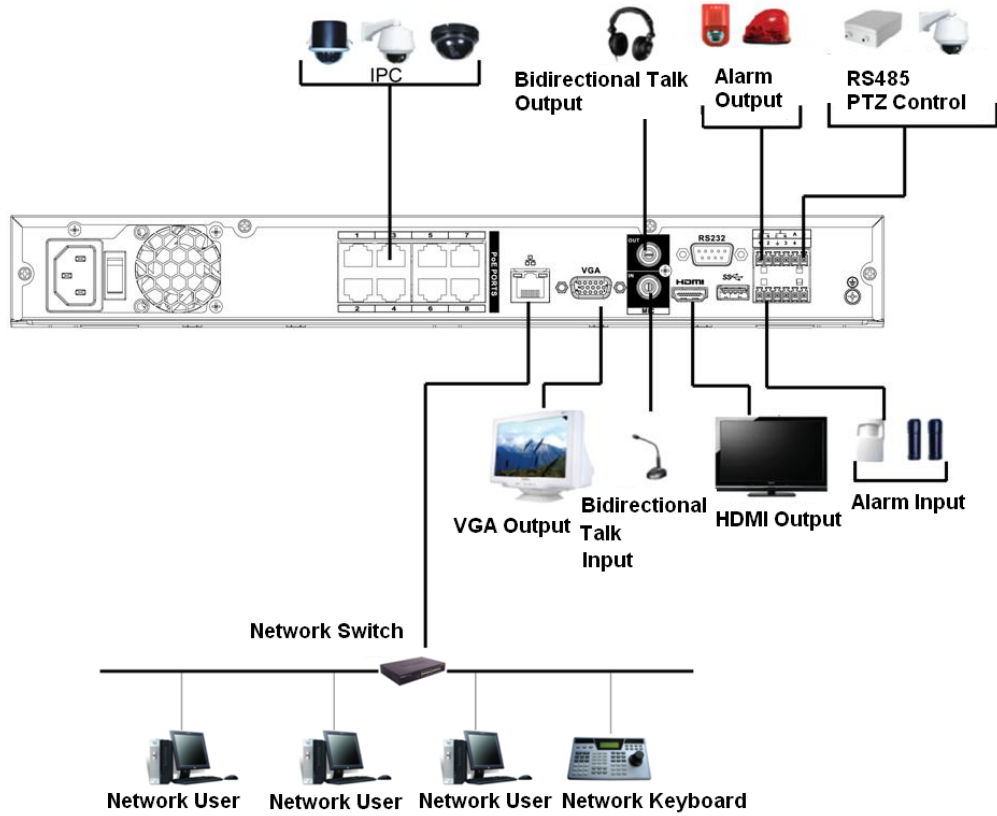 IPC
Bidirectional Talk
Output
Alarm
Output
RS485
PTZ Control
1 3 5 7
PoE PORTS
2 4 6 8
VGA
OUT
IN
RS232
HDMI
SS
VGA Output
Bidirectional
Talk
Input
HDMI Output
Alarm Input
Network Switch
Network User
Network User
Network User
Network Keyboard